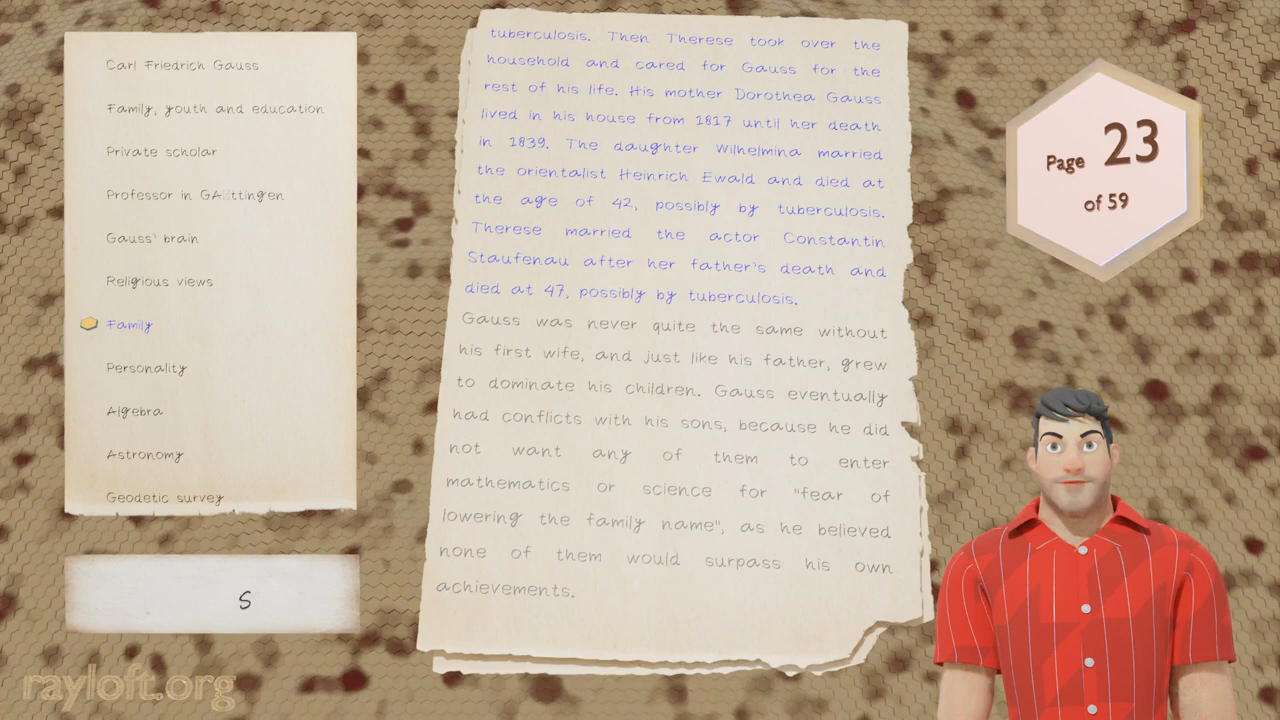 Carl Friedrich Gauss
Family, youth and education
Private scholar
Professor in GA ttingen
Gauss' brain
Religious views
Family
Personality
Algebra
Astronomy
Geodetic survey
S
rayloft.org
tuberculosis. Then Therese took over the
household and cared for Gauss for the
rest of his life. His mother Dorothea Gauss
lived in his house from 1817 until her death
in 1839. The daughter Wilhelmina married
the orientalist Heinrich Ewald and died at
the age of 42, possibly by tuberculosis.
Therese married the actor Constantin
Staufenau after her father's death and
died at 47, possibly by tuberculosis.
Gauss was never quite the same without
his first wife, and just like his father, grew
to dominate his children. Gauss eventually
had conflicts with his sons, because he did
not want any of them to enter
mathematics or science for "fear of
lowering the family name", as he believed
none of them would surpass his own
achievements.
Page 23
of 59